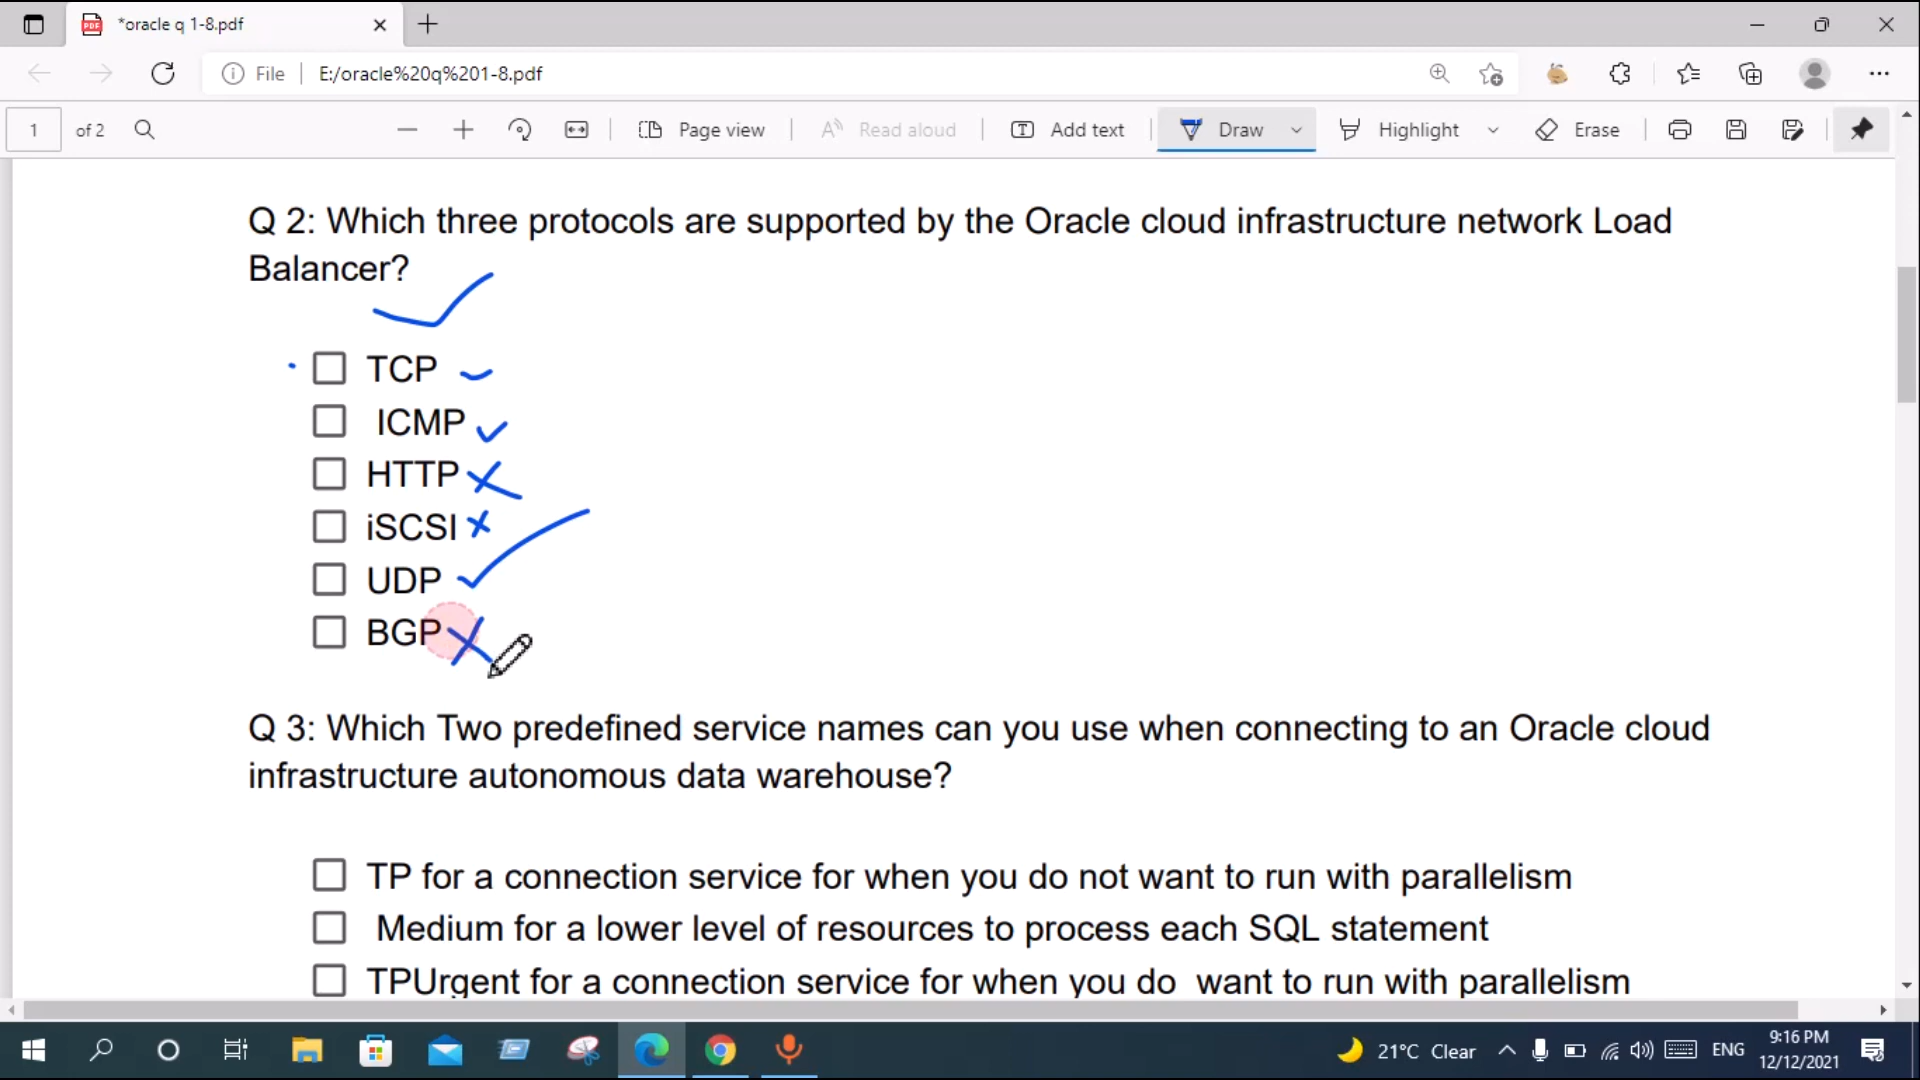 *oracle q 1-8.pdf
File E:/oracle%20q%201-8.pdf
1 of 2 Page view Read aloud Add text Draw Highlight Erase
Q 2: Which three protocols are supported by the Oracle cloud infrastructure network Load
Balancer?
TCP
ICMP
HTTP
iSCSI
UDP
BGP
Q 3: Which Two predefined service names can you use when connecting to an Oracle cloud
infrastructure autonomous data warehouse?
TP for a connection service for when you do not want to run with parallelism
Medium for a lower level of resources to process each SQL statement
TPUrgent for a connection service for when you do want to run with parallelism
21°C Clear ENG 9:16 PM
12/12/2021